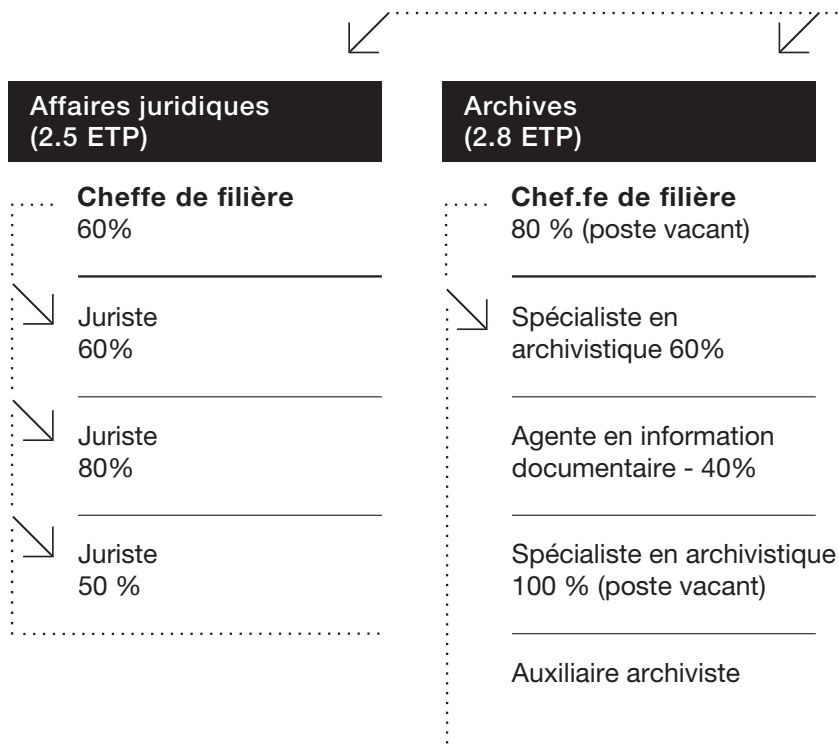 Affaires juridiques
(2.5 ETP)
Cheffe de filière
60%
Juriste
60%
Juriste
80%
Juriste
50 %
Archives
(2.8 ETP)
Chef.fe de filière
80 % (poste vacant)
Spécialiste en
archivistique 60%
Agente en information
documentaire - 40%
Spécialiste en archivistique
100 % (poste vacant)
Auxiliaire archiviste